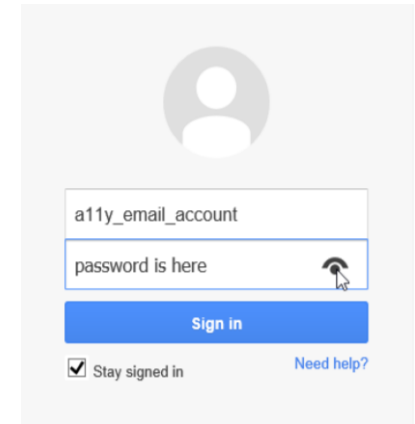 a11y_email_account
password is here
Sign in
Stay signed in
Need help?